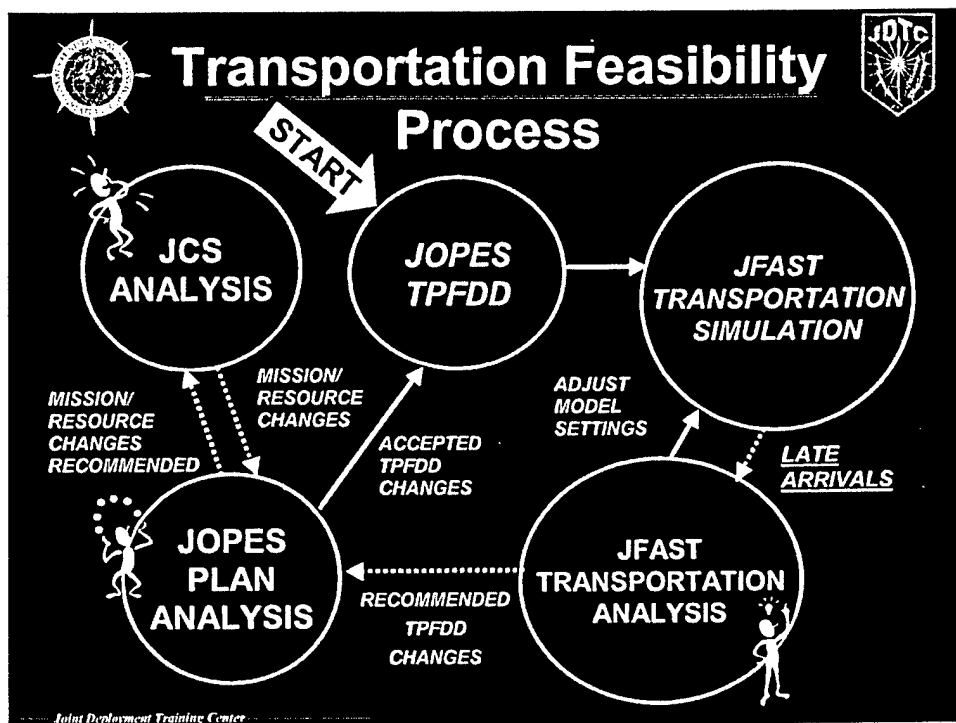 JDTC
Transportation Feasibility
Process
START
JCS
ANALYSIS
JOPES
TPFDD
JFAST
TRANSPORTATION
SIMULATION
MISSION/
RESOURCE
CHANGES
RECOMMENDED
MISSION/
RESOURCE
CHANGES
ACCEPTED
TPFDD
CHANGES
ADJUST
MODEL
SETTINGS
LATE
ARRIVALS
JOPES
PLAN
ANALYSIS
RECOMMENDED
TPFDD
CHANGES
JFAST
TRANSPORTATION
ANALYSIS
Joint Deployment Training Center